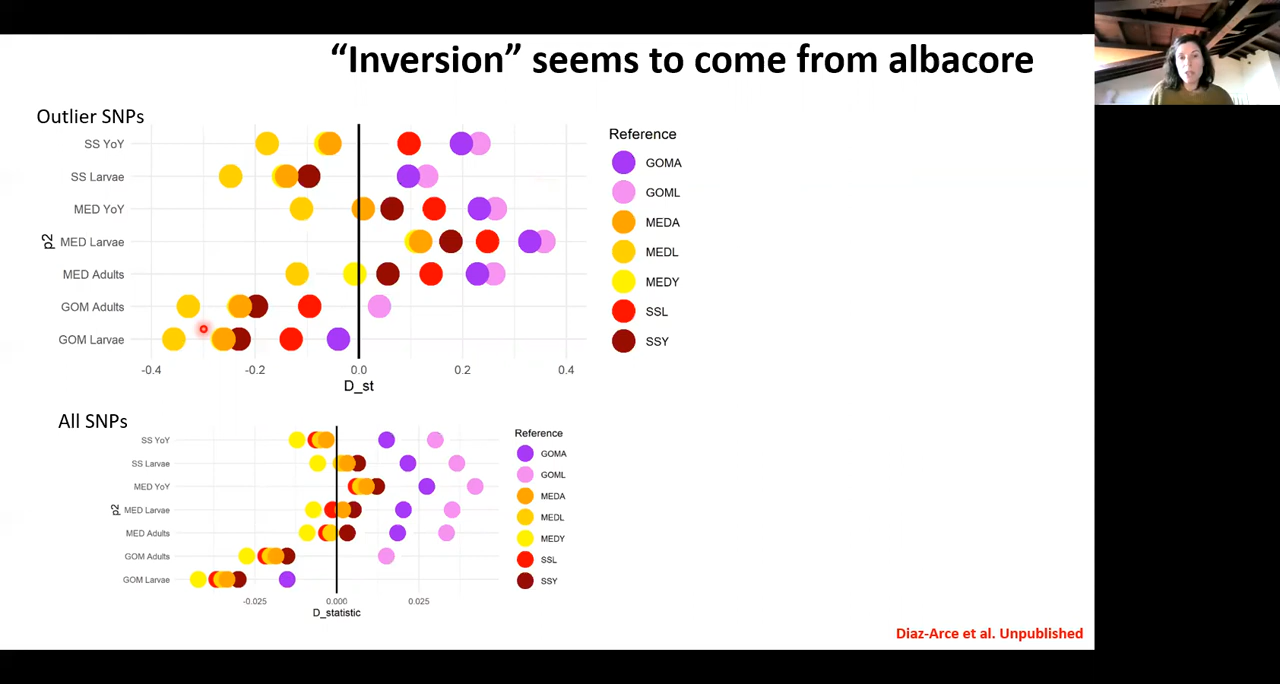 “Inversion” seems to come from albacore
Outlier SNPs
p2
SS YoY
SS Larvae
MED YoY
MED Larvae
MED Adults
GOM Adults
GOM Larvae
-0.4 -0.2 0.0 0.2 0.4
D_st
Reference
GOMA
GOML
MEDA
MEDL
MEDY
SSL
SSY
All SNPs
p2
SS YoY
SS Larvae
MED YoY
MED Larvae
MED Adults
GOM Adults
GOM Larvae
-0.025 0.000 0.025
D_statistic
Reference
GOMA
GOML
MEDA
MEDL
MEDY
SSL
SSY
Diaz-Arce et al. Unpublished